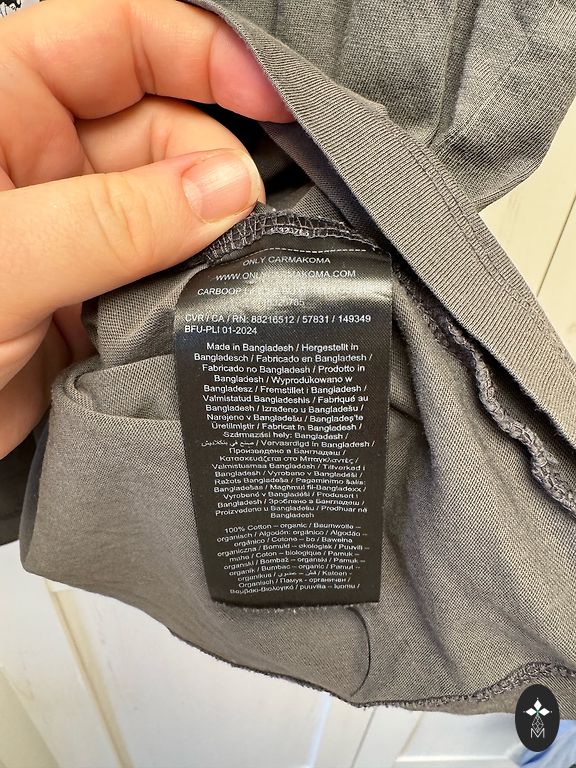 ONLY CARMAKOMA
WWW.ONLYCARMAKOMA.COM
CARBOOP
CVR / CA / RN: 88216512 / 57831 / 149349
BFU-PLI 01-2024
Made in Bangladesh / Hergestellt in
Bangladesch / Fabricado en Bangladesh /
Fabricado no Bangladesh / Prodotto in
Bangladesh / Wyprodukowano w
Bangladesz / Fremstillet i Bangladesh /
Valmistatud Bangladeshis / Fabriqué au
Bangladesh / Izrađeno u Bangladešu /
Narojeno v Bangladešu / Bangladeş'te
Üretilmiştir / Fabricat în Bangladesh /
Származási hely: Bangladesh /
صنع في بنغلاديش / Vervaardigd in Bangladesh /
Произведено в Бангладеш /
Κατασκευάζεται στο Μπαγκλαντές /
Valmistusmaa Bangladesh / Tillverkad i
Bangladesh / Vyrobeno v Bangladéši /
Ražots Bangladeša / Pagaminimo šalis:
Bangladešas / Magħmul fil-Bangladexx /
Vyrobené v Bangladéši / Produsert i
Bangladesh / Зроблено в Бангладеш /
Proizvedeno u Bangladešu / Prodhuar në
Bangladesh
100% Cotton - organic / Baumwolle -
organisch / Algodón: orgánico / Algodão -
orgânico / Cotone - bio / Bawełna
organiczna / Bomuld - økologisk / Puuvill -
mahe / Coton - biologique / Pamuk -
organski / Bombaž - organski / Pamuk -
organik / Bumbac - organic / Pamut -
organikus / قطن - عضوي / Katoen -
Organisch / Памук - органичен /
Βαμβάκι-βιολογικό / puuvilla - luomu /
M